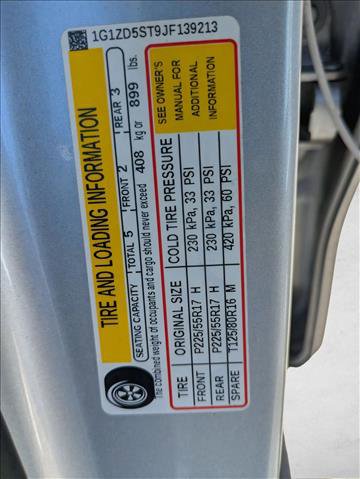 1G1ZD5ST9JF139213
TIRE AND LOADING INFORMATION
SEATING CAPACITY TOTAL 5 FRONT 2 REAR 3
The combined weight of occupants and cargo should never exceed 408 kg or 899 lbs.
TIRE ORIGINAL SIZE COLD TIRE PRESSURE
FRONT P225/55R17 H 230 kPa, 33 PSI
REAR P225/55R17 H 230 kPa, 33 PSI
SPARE T125/80R16 M 420 kPa, 60 PSI
SEE OWNER'S
MANUAL FOR
ADDITIONAL
INFORMATION